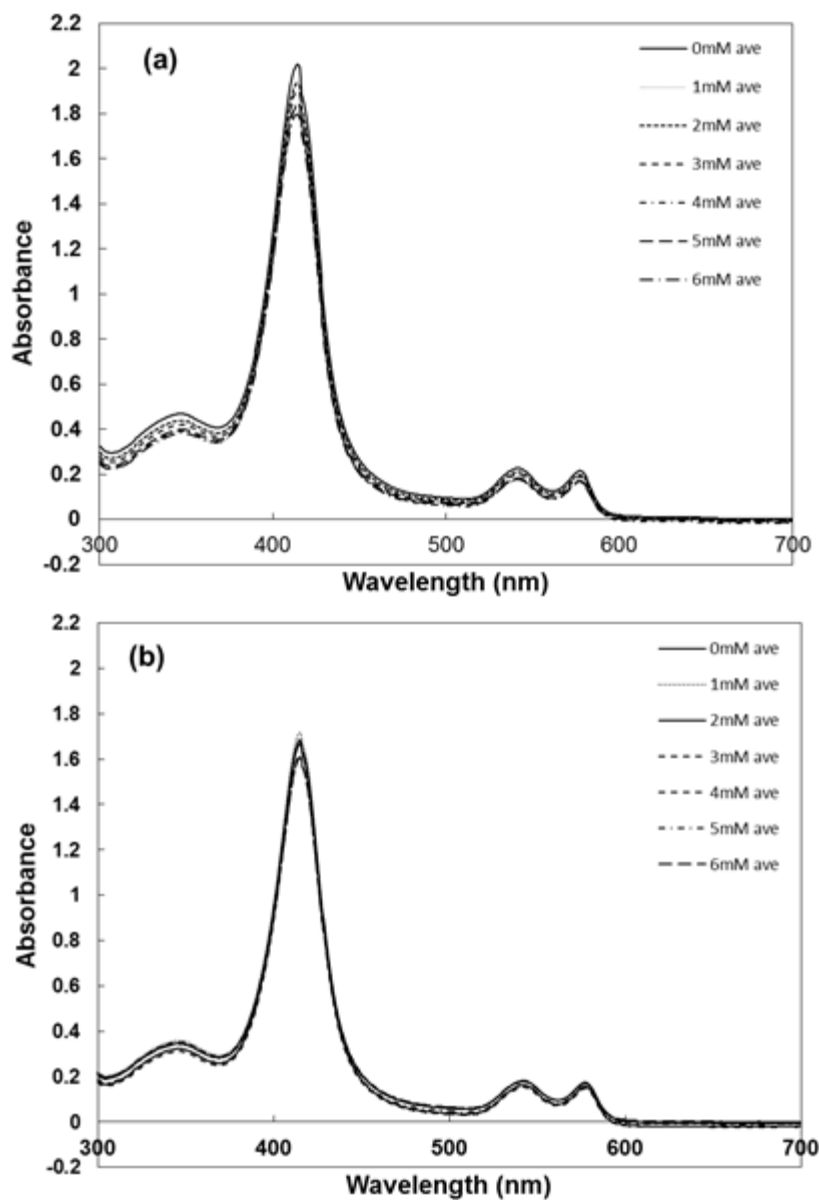 2.2
(a)
0mM ave
2
1mM ave
1.8
2mM ave
1.6
3mM ave
1.4
4mM ave
1.2
5mM ave
1
6mM ave
0.8
0.6
0.4
0.2
0
-0.2
Absorbance
300 400 500 600 700
Wavelength (nm)
2.2
(b)
0mM ave
2
1mM ave
1.8
2mM ave
1.6
3mM ave
1.4
4mM ave
1.2
5mM ave
1
6mM ave
0.8
0.6
0.4
0.2
0
-0.2
Absorbance
300 400 500 600 700
Wavelength (nm)